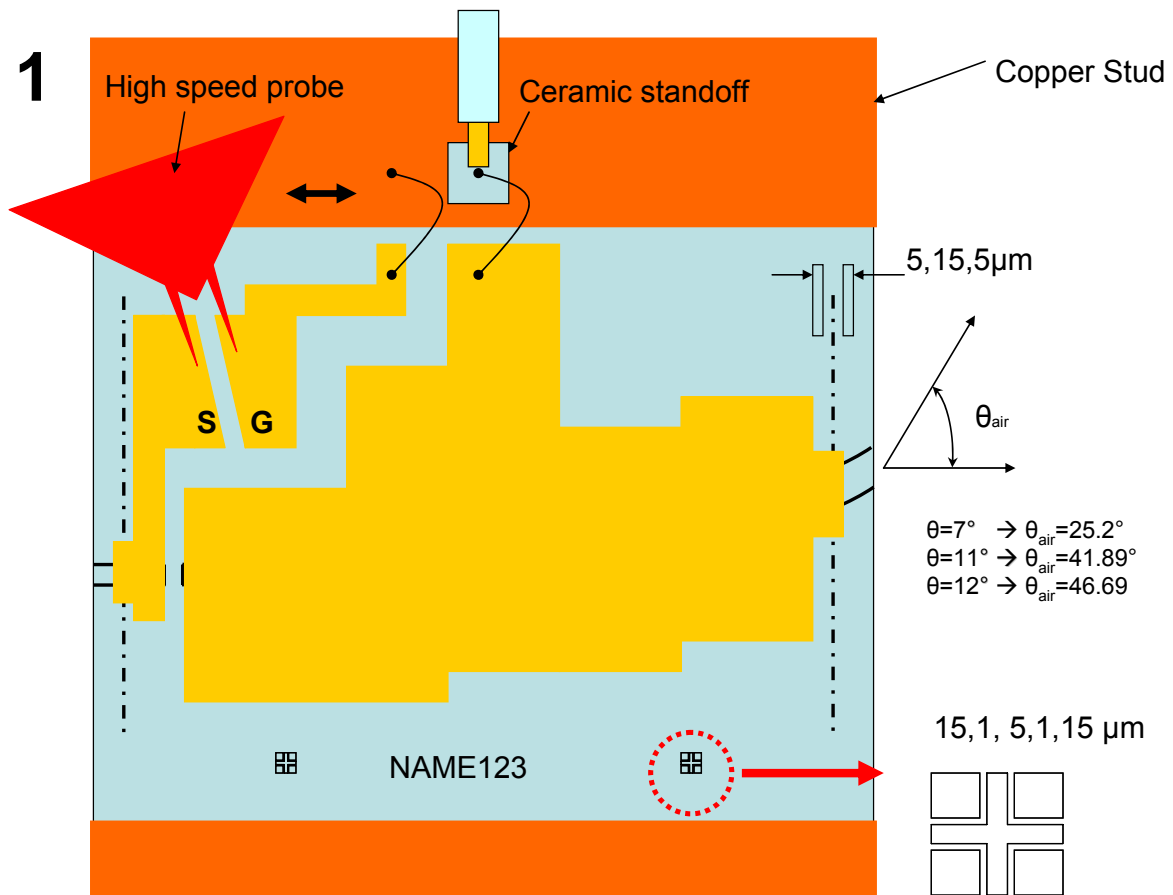 1
High speed probe
Ceramic standoff
Copper Stud
5,15,5µm
S G
θair
θ=7° → θair=25.2°
θ=11° → θair=41.89°
θ=12° → θair=46.69
15,1, 5,1,15 µm
NAME123